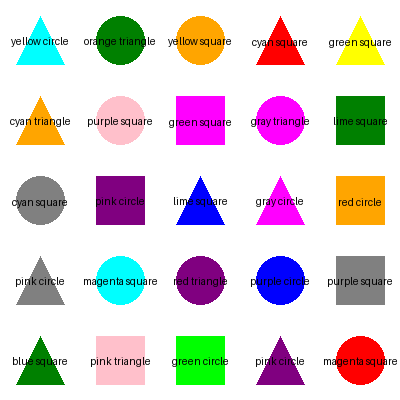 yellow circle orange triangle yellow square cyan square green square
cyan triangle purple square green square gray triangle lime square
cyan square pink circle lime square gray circle red circle
pink circle magenta square red triangle purple circle purple square
blue square pink triangle green circle pink circle magenta square